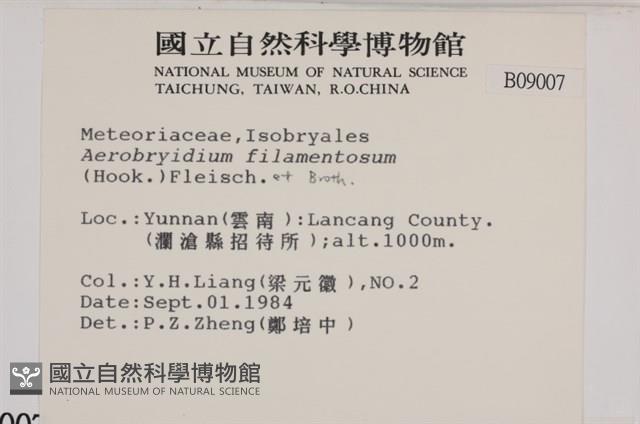 國立自然科學博物館
NATIONAL MUSEUM OF NATURAL SCIENCE
TAICHUNG, TAIWAN, R.O.CHINA
B09007
Meteoriaceae,Isobryales
Aerobryidium filamentosum
(Hook.)Fleisch. et Broth.
Loc.:Yunnan(雲南):Lancang County.
(瀾滄縣招待所);alt.1000m.
Col.:Y.H.Liang(梁元徽),NO.2
Date:Sept.01.1984
Det.:P.Z.Zheng(鄭培中)
國立自然科學博物館
NATIONAL MUSEUM OF NATURAL SCIENCE